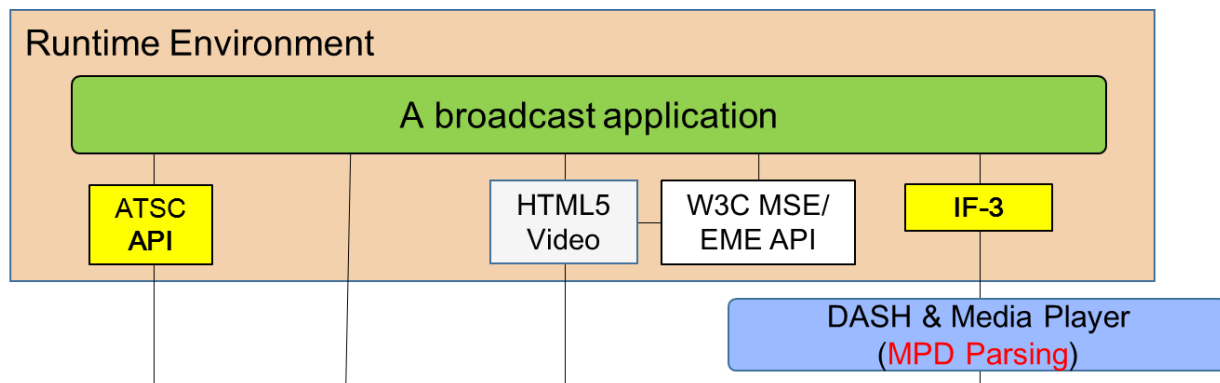 Runtime Environment
A broadcast application
ATSC
API
HTML5
Video
W3C MSE/
EME API
IF-3
DASH & Media Player
(MPD Parsing)